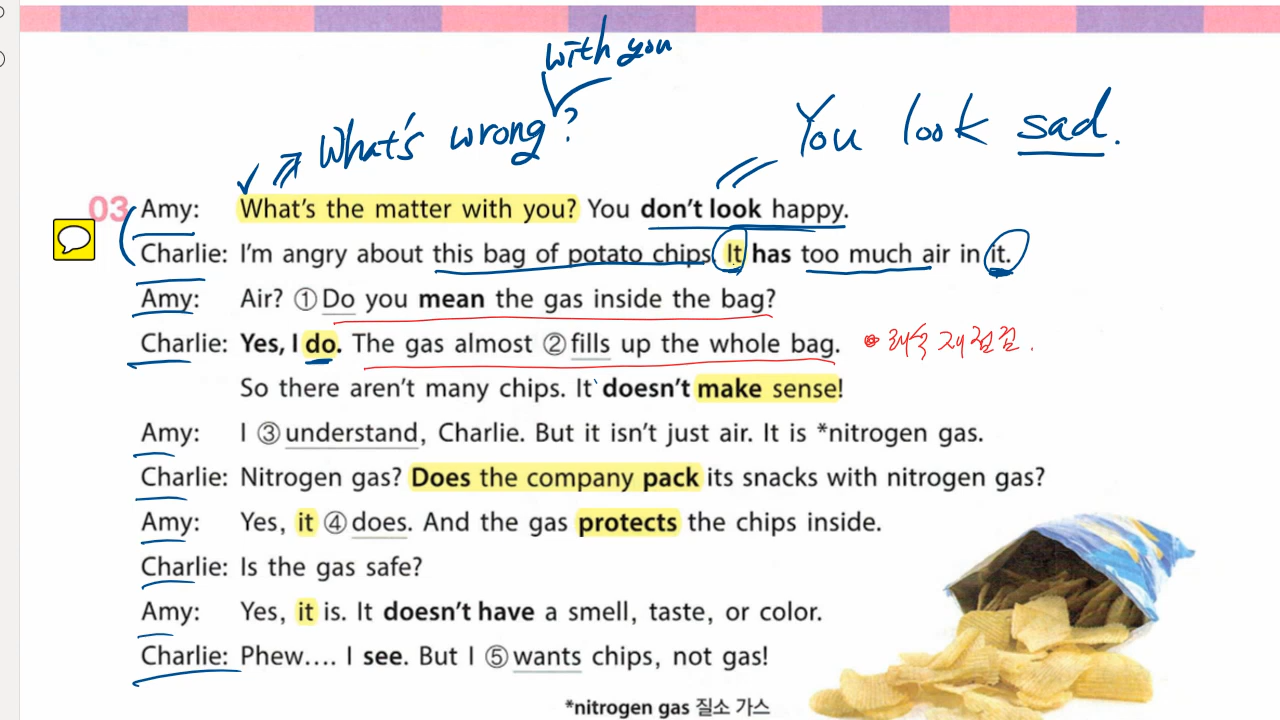 with you
What's wrong? You look sad.
03 Amy: What's the matter with you? You don't look happy.
Charlie: I'm angry about this bag of potato chips. It has too much air in it.
Amy: Air? ① Do you mean the gas inside the bag?
Charlie: Yes, I do. The gas almost ② fills up the whole bag.
So there aren't many chips. It doesn't make sense!
Amy: I ③ understand, Charlie. But it isn't just air. It is *nitrogen gas.
Charlie: Nitrogen gas? Does the company pack its snacks with nitrogen gas?
Amy: Yes, it ④ does. And the gas protects the chips inside.
Charlie: Is the gas safe?
Amy: Yes, it is. It doesn't have a smell, taste, or color.
Charlie: Phew.... I see. But I ⑤ wants chips, not gas!
*nitrogen gas 질소 가스